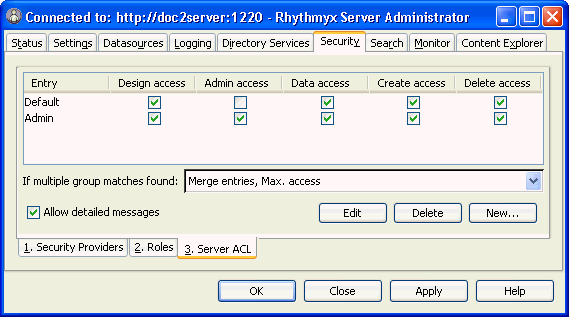 Connected to: http://doc2server:1220 - Rhythmyx Server Administrator
Status Settings Datasources Logging Directory Services Security Search Monitor Content Explorer
Entry Design access Admin access Data access Create access Delete access
Default
Admin
If multiple group matches found: Merge entries, Max. access
Allow detailed messages Edit Delete New...
1. Security Providers 2. Roles 3. Server ACL
OK Close Apply Help